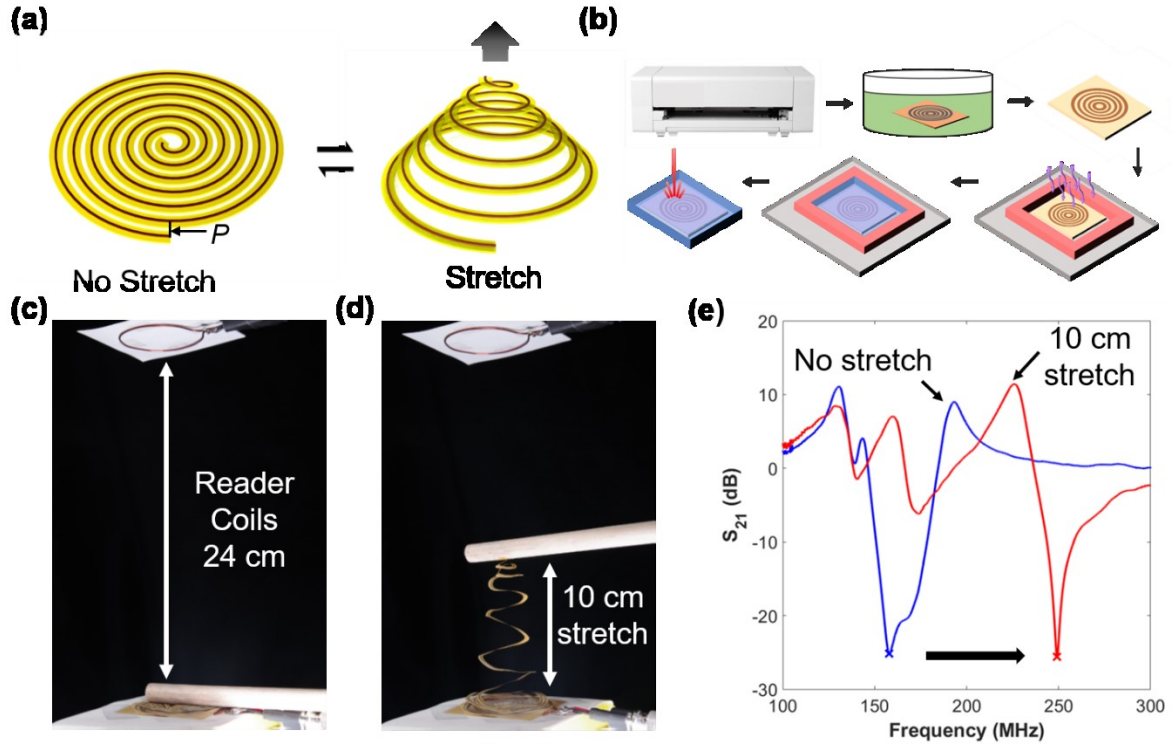 (a)
P
No Stretch
Stretch
(b)
(c)
Reader
Coils
24 cm
(d)
10 cm
stretch
(e)
20
10
0
-10
-20
-30
S21 (dB)
No stretch
10 cm
stretch
100
150
200
250
300
Frequency (MHz)